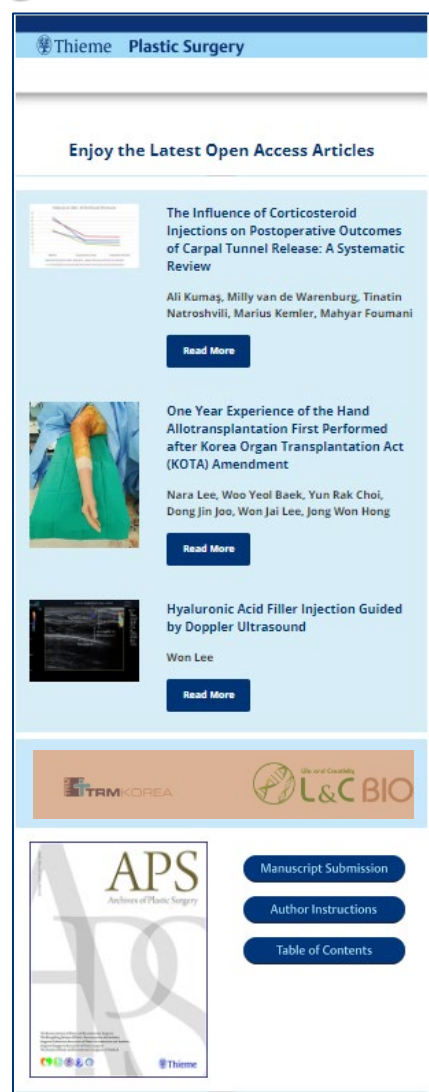 Thieme Plastic Surgery
Enjoy the Latest Open Access Articles
The Influence of Corticosteroid
Injections on Postoperative Outcomes
of Carpal Tunnel Release: A Systematic
Review
Ali Kumaş, Milly van de Warenburg, Tinatin
Natroshvili, Marius Kemler, Mahyar Foumani
Read More
One Year Experience of the Hand
Allotransplantation First Performed
after Korea Organ Transplantation Act
(KOTA) Amendment
Nara Lee, Woo Yeol Baek, Yun Rak Choi,
Dong Jin Joo, Won Jai Lee, Jong Won Hong
Read More
Hyaluronic Acid Filler Injection Guided
by Doppler Ultrasound
Won Lee
Read More
TRMKOREA
Life and Creativity
L&C BIO
APS
Archives of Plastic Surgery
Thieme
Manuscript Submission
Author Instructions
Table of Contents